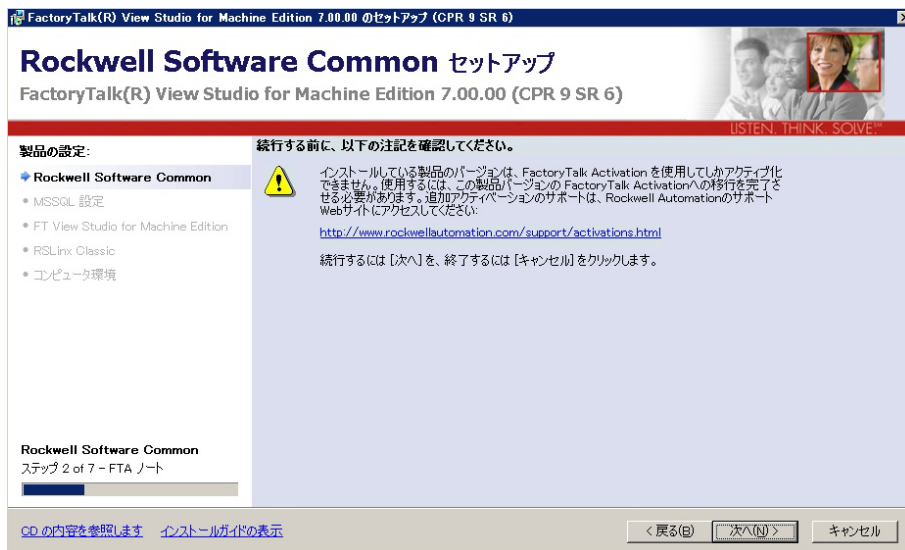 FactoryTalk(R) View Studio for Machine Edition 7.00.00 のセットアップ (CPR 9 SR 6)
Rockwell Software Common セットアップ
FactoryTalk(R) View Studio for Machine Edition 7.00.00 (CPR 9 SR 6)
LISTEN. THINK. SOLVE.℠
製品の設定:
Rockwell Software Common
MSSQL 設定
FT View Studio for Machine Edition
RSLinx Classic
コンピュータ環境
続行する前に、以下の注記を確認してください。
インストールしている製品のバージョンは、FactoryTalk Activation を使用してしかアクティブ化
できません。使用するには、この製品バージョンの FactoryTalk Activationへの移行を完了さ
せる必要があります。追加アクティベーションのサポートは、Rockwell Automationのサポート
Webサイトにアクセスしてください:
http://www.rockwellautomation.com/support/activations.html
続行するには [次へ] を、終了するには [キャンセル] をクリックします。
Rockwell Software Common
ステップ 2 of 7 - FTA ノート
CD の内容を参照します インストールガイドの表示
< 戻る(B) 次へ(N) > キャンセル